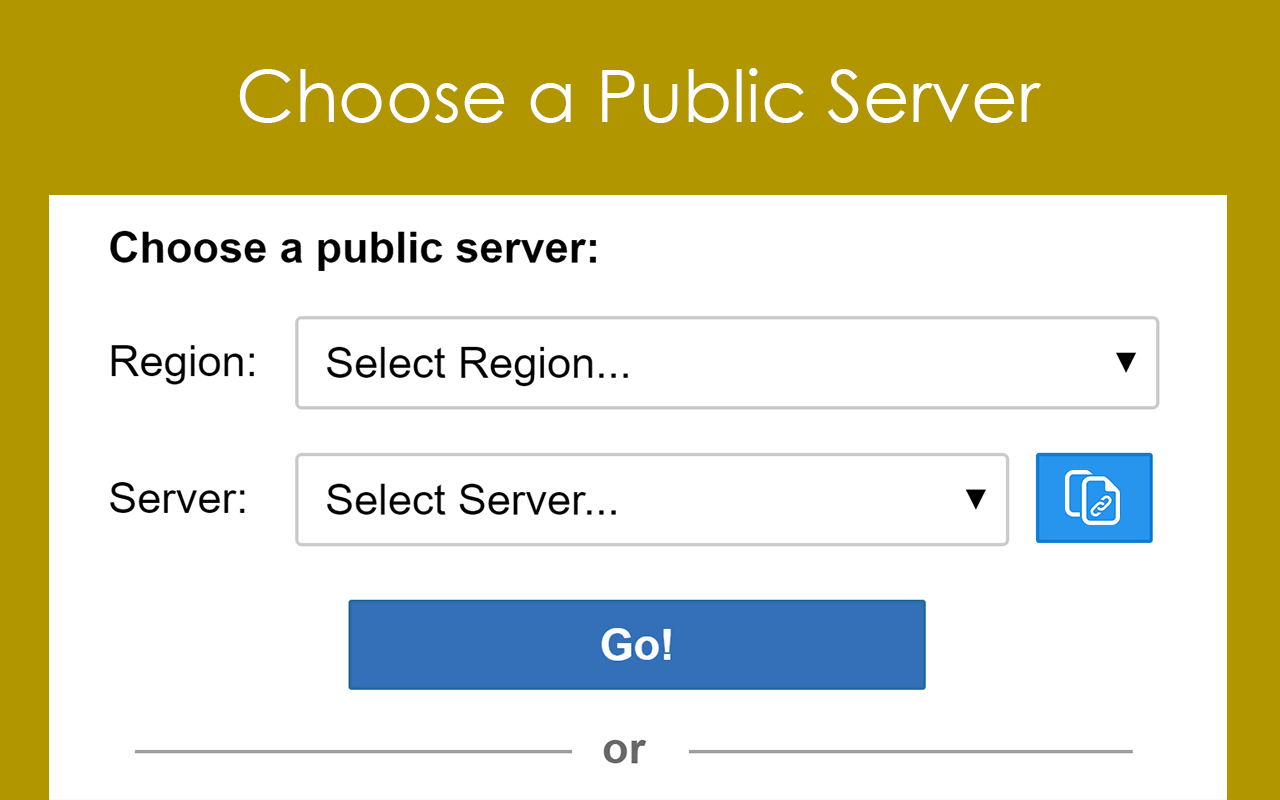 Choose a Public Server
Choose a public server:
Region: Select Region...
Server: Select Server...
Go!
or